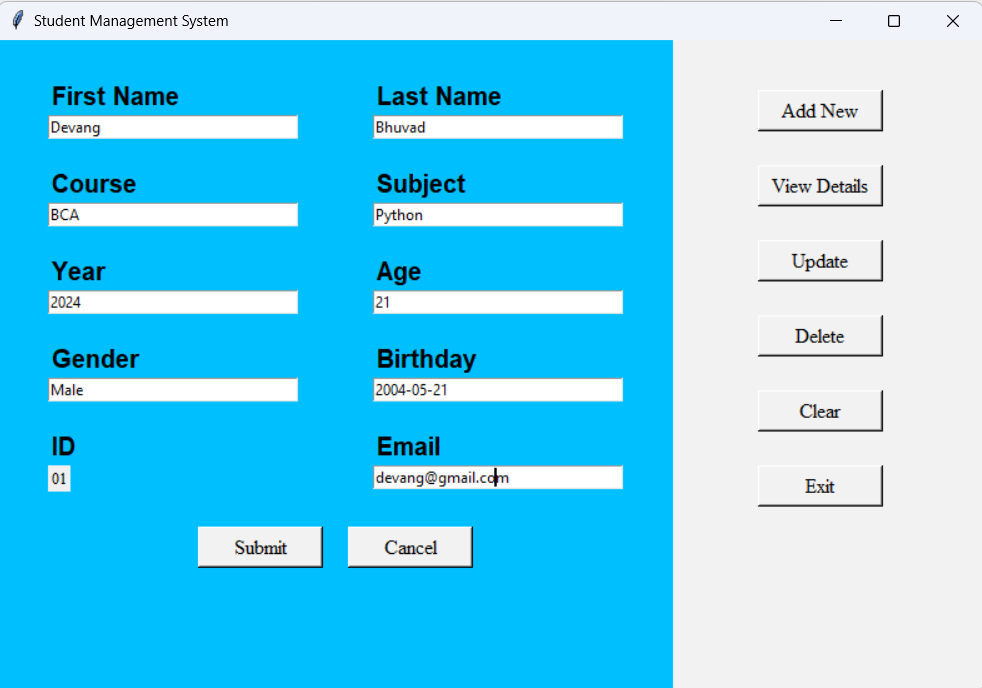 Student Management System
First Name Last Name Add New
Devang Bhuvad
Course Subject View Details
BCA Python
Year Age Update
2024 21
Gender Birthday Delete
Male 2004-05-21
Clear
ID Email
01 devang@gmail.com Exit
Submit Cancel